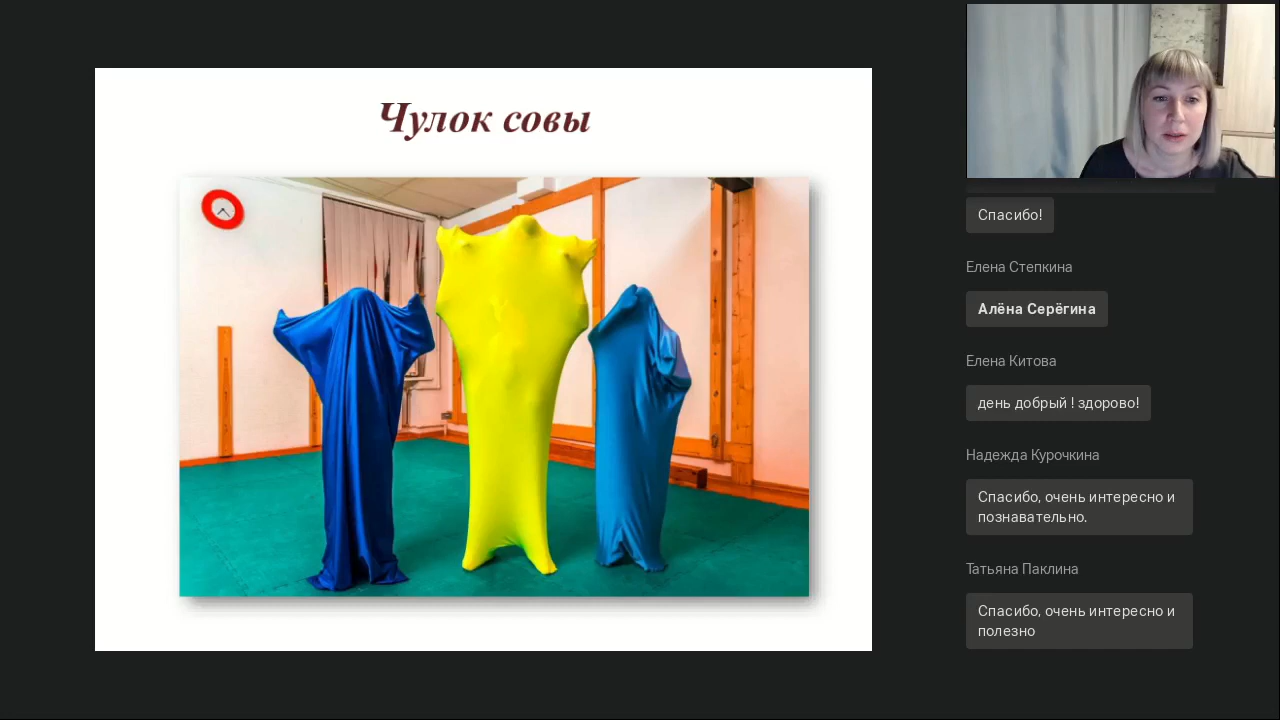 Чулок совы
Спасибо!
Елена Степкина
Алёна Серёгина
Елена Китова
день добрый ! здорово!
Надежда Курочкина
Спасибо, очень интересно и
познавательно.
Татьяна Паклина
Спасибо, очень интересно и
полезно